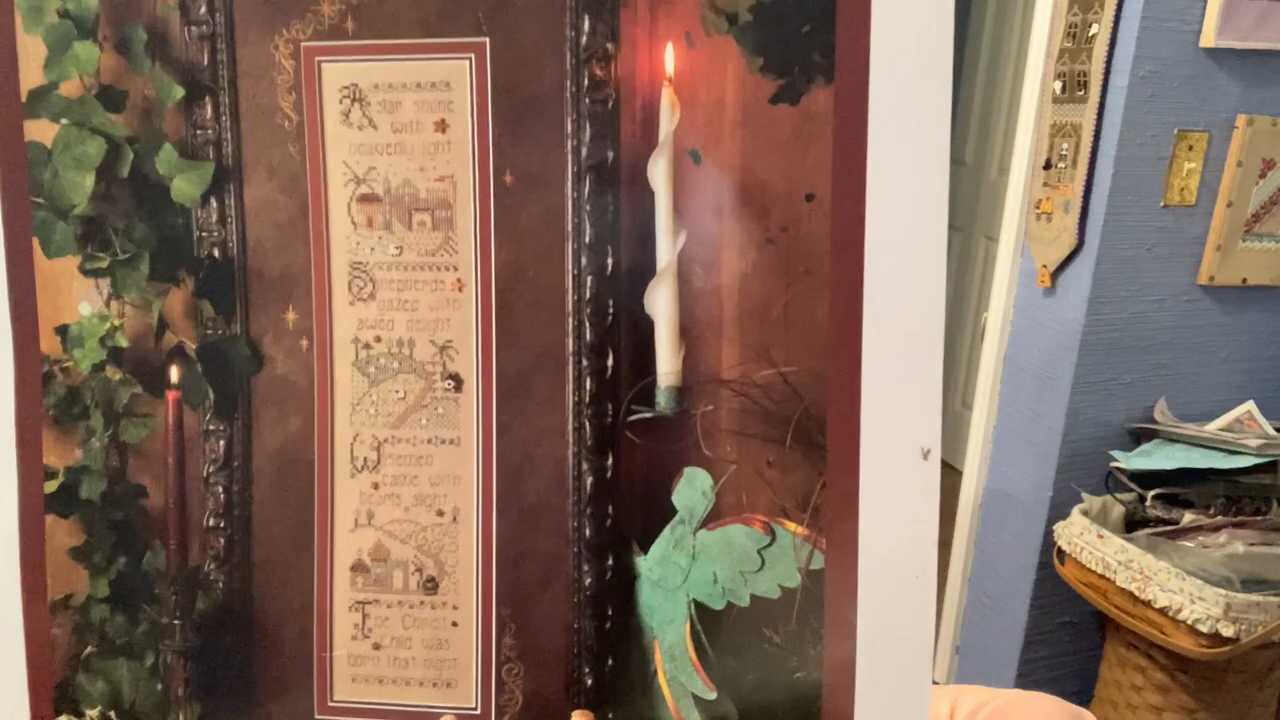 A star shone
with
heavenly light
Shepherds
gazed with
awed delight
Wisemen
came with
hearts alight
The Christ
Child was
born that night